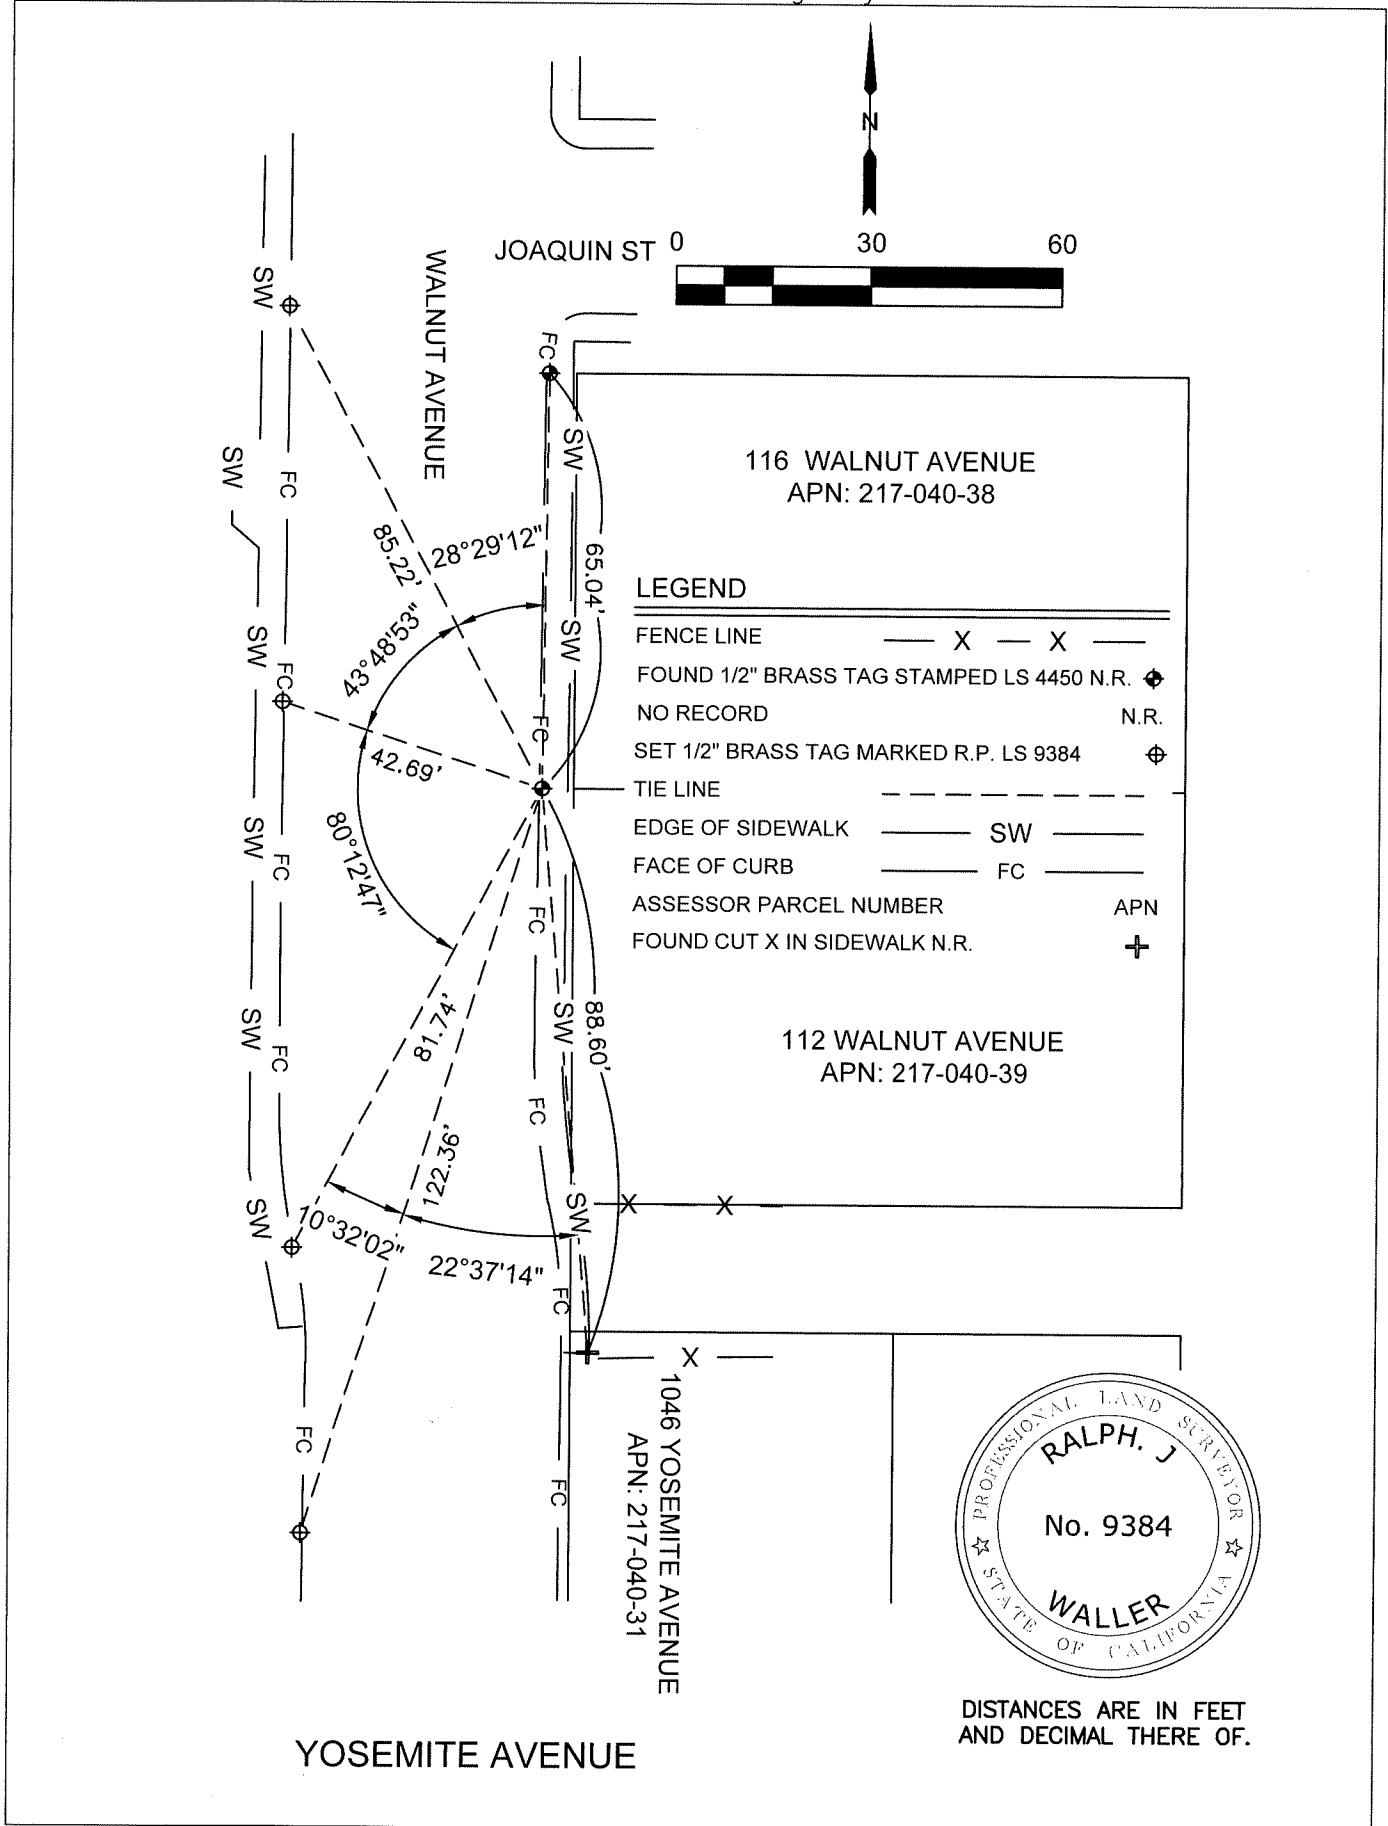 N
JOAQUIN ST
0 30 60
WALNUT AVENUE
SW
FC
SW
SW
FC
116 WALNUT AVENUE
APN: 217-040-38
85.22'
28°29'12"
65.04'
43°48'53"
SW
SW
FC
FC
42.69'
80°12'47"
SW
FC
FC
LEGEND
FENCE LINE X X
FOUND 1/2" BRASS TAG STAMPED LS 4450 N.R.
NO RECORD N.R.
SET 1/2" BRASS TAG MARKED R.P. LS 9384
TIE LINE
EDGE OF SIDEWALK SW
FACE OF CURB FC
ASSESSOR PARCEL NUMBER APN
FOUND CUT X IN SIDEWALK N.R.
81.74'
SW
FC
SW
88.60'
112 WALNUT AVENUE
APN: 217-040-39
FC
122.36'
SW
SW
X X
10°32'02"
22°37'14"
FC
X
FC
FC
1046 YOSEMITE AVENUE
APN: 217-040-31
PROFESSIONAL LAND SURVEYOR
RALPH. J
No. 9384
WALLER
STATE OF CALIFORNIA
DISTANCES ARE IN FEET
AND DECIMAL THERE OF.
YOSEMITE AVENUE